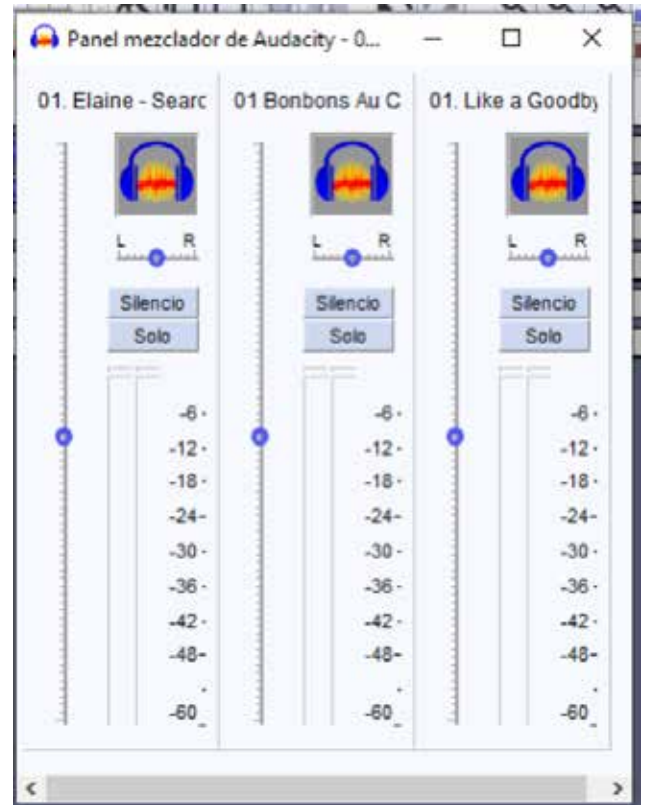 Panel mezclador de Audacity - 0...
01. Elaine - Searc
L R
Silencio
Solo
-6
-12
-18
-24
-30
-36
-42
-48
-60
01 Bonbons Au C
L R
Silencio
Solo
-6
-12
-18
-24
-30
-36
-42
-48
-60
01. Like a Goodby
L R
Silencio
Solo
-6
-12
-18
-24
-30
-36
-42
-48
-60